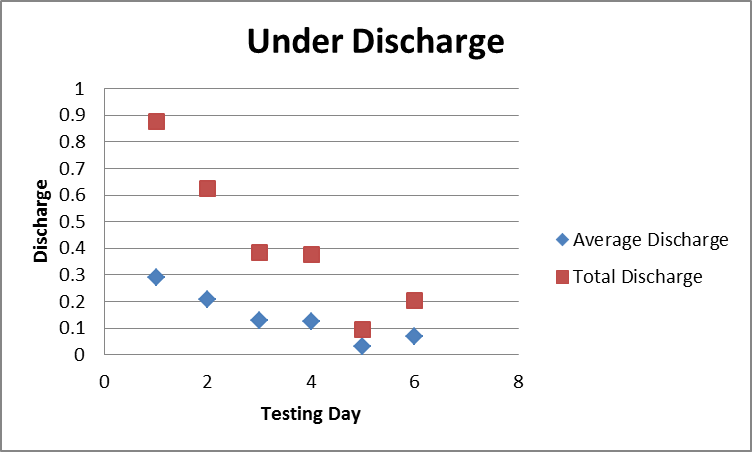 Under Discharge
1
0.9
0.8
0.7
0.6
0.5
0.4
0.3
0.2
0.1
0
Discharge
0 2 4 6 8
Testing Day
Average Discharge
Total Discharge